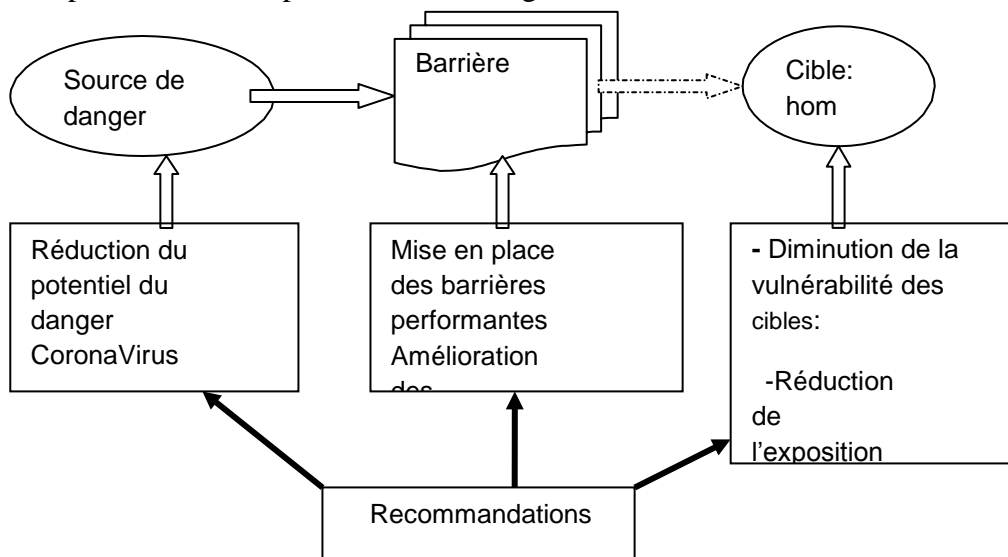 Source de
danger
Barrière
Cible:
hom
Réduction du
potentiel du
danger
CoronaVirus
Mise en place
des barrières
performantes
Amélioration
des
- Diminution de la
vulnérabilité des
cibles:
-Réduction
de
l’exposition
Recommandations